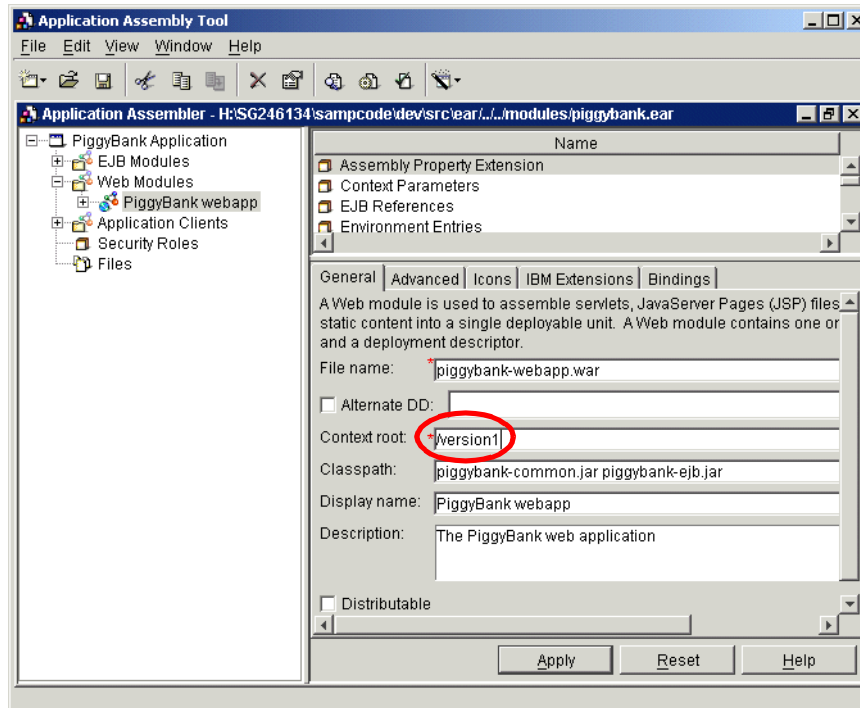 Application Assembly Tool
File Edit View Window Help
Application Assembler - H:\SG246134\sampcode\dev\src\ear/../../modules/piggybank.ear
PiggyBank Application
EJB Modules
Web Modules
PiggyBank webapp
Application Clients
Security Roles
Files
Name
Assembly Property Extension
Context Parameters
EJB References
Environment Entries
General Advanced Icons IBM Extensions Bindings
A Web module is used to assemble servlets, JavaServer Pages (JSP) files
static content into a single deployable unit. A Web module contains one or
and a deployment descriptor.
File name: *piggybank-webapp.war
Alternate DD:
Context root: */version1
Classpath: piggybank-common.jar piggybank-ejb.jar
Display name: PiggyBank webapp
Description: The PiggyBank web application
Distributable
Apply Reset Help